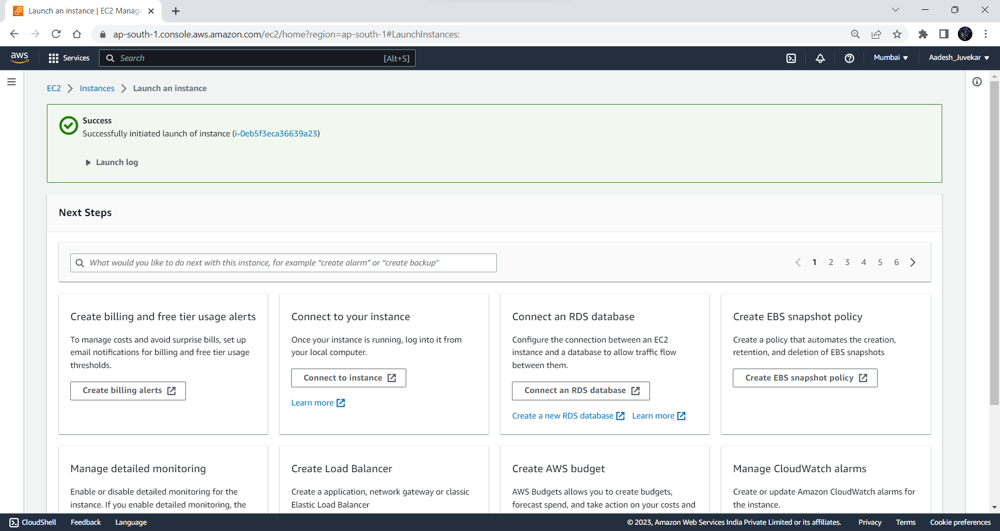 Launch an instance | EC2 Manage
ap-south-1.console.aws.amazon.com/ec2/home?region=ap-south-1#LaunchInstances:
aws
Services
Search
[Alt+S]
Mumbai
Aadesh_Juvekar
EC2
Instances
Launch an instance
Success
Successfully initiated launch of instance (i-0eb5f3eca36639a23)
Launch log
Next Steps
What would you like to do next with this instance, for example “create alarm” or “create backup"
1 2 3 4 5 6
Create billing and free tier usage alerts
To manage costs and avoid surprise bills, set up
email notifications for billing and free tier usage
thresholds.
Create billing alerts
Connect to your instance
Once your instance is running, log into it from
your local computer.
Connect to instance
Learn more
Connect an RDS database
Configure the connection between an EC2
instance and a database to allow traffic flow
between them.
Connect an RDS database
Create a new RDS database
Learn more
Create EBS snapshot policy
Create a policy that automates the creation,
retention, and deletion of EBS snapshots
Create EBS snapshot policy
Manage detailed monitoring
Enable or disable detailed monitoring for the
instance. If you enable detailed monitoring, the
Create Load Balancer
Create a application, network gateway or classic
Elastic Load Balancer
Create AWS budget
AWS Budgets allows you to create budgets,
forecast spend, and take action on your costs and
Manage CloudWatch alarms
Create or update Amazon CloudWatch alarms for
the instance.
CloudShell
Feedback
Language
© 2023, Amazon Web Services India Private Limited or its affiliates.
Privacy
Terms
Cookie preferences